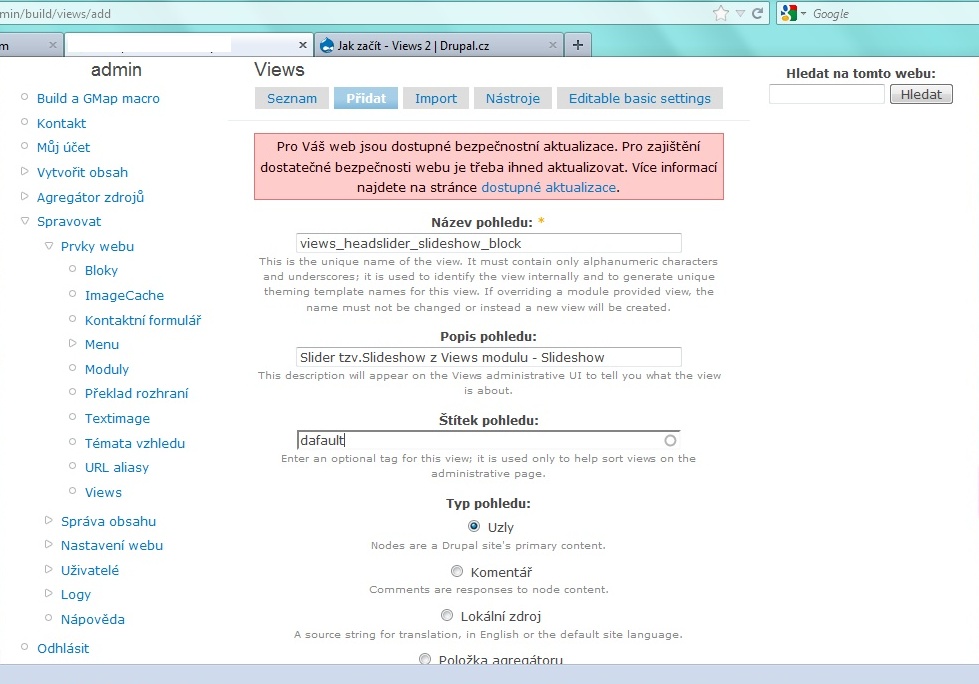 min/build/views/add
Google
m
Jak začít - Views 2 | Drupal.cz
admin
Build a GMap macro
Kontakt
Můj účet
Vytvořit obsah
Agregátor zdrojů
Spravovat
Prvky webu
Bloky
ImageCache
Kontaktní formulář
Menu
Moduly
Překlad rozhraní
Textimage
Témata vzhledu
URL aliasy
Views
Správa obsahu
Nastavení webu
Uživatelé
Logy
Nápověda
Odhlásit
Views
Seznam Přidat Import Nástroje Editable basic settings
Pro Váš web jsou dostupné bezpečnostní aktualizace. Pro zajištění
dostatečné bezpečnosti webu je třeba ihned aktualizovat. Více informací
najdete na stránce dostupné aktualizace.
Název pohledu: *
views_headslider_slideshow_block
This is the unique name of the view. It must contain only alphanumeric characters
and underscores; it is used to identify the view internally and to generate unique
theming template names for this view. If overriding a module provided view, the
name must not be changed or instead a new view will be created.
Popis pohledu:
Slider tzv.Slideshow z Views modulu - Slideshow
This description will appear on the Views administrative UI to tell you what the view
is about.
Štítek pohledu:
dafault
Enter an optional tag for this view; it is used only to help sort views on the
administrative page.
Typ pohledu:
Uzly
Nodes are a Drupal site's primary content.
Komentář
Comments are responses to node content.
Lokální zdroj
A source string for translation, in English or the default site language.
Položka agregátoru
Hledat na tomto webu:
Hledat